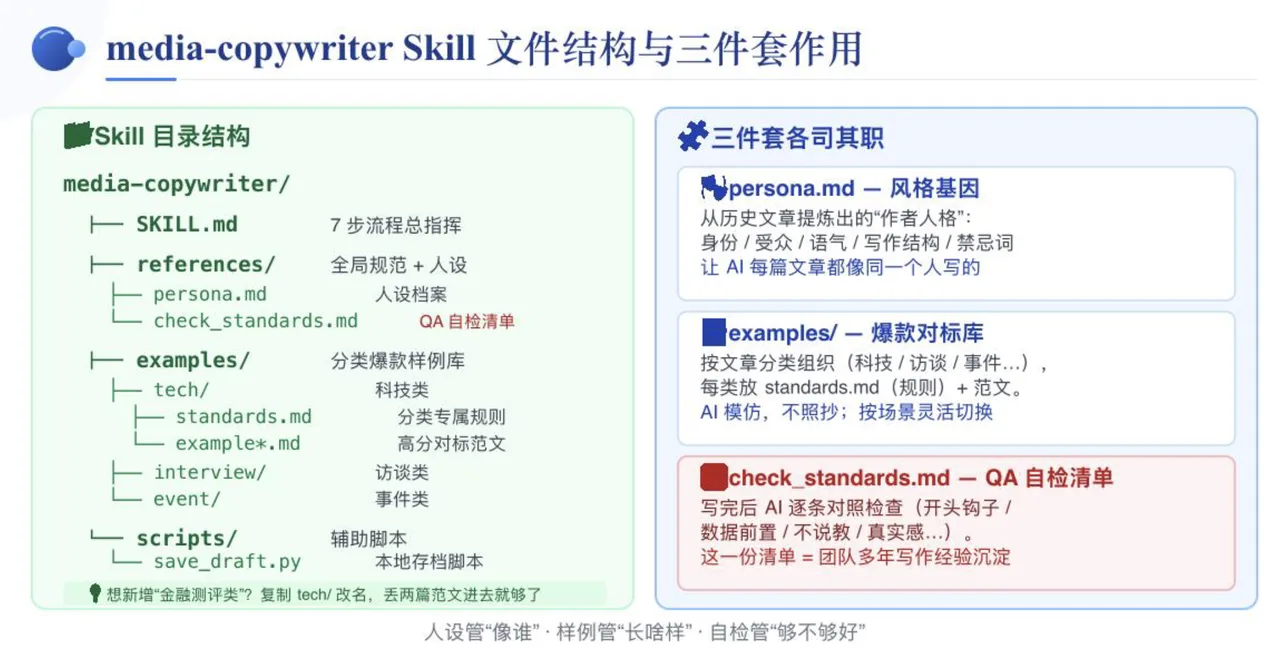 media-copywriter Skill 文件结构与三件套作用
Skill 目录结构
media-copywriter/
├── SKILL.md 7 步流程总指挥
├── references/ 全局规范 + 人设
├── persona.md 人设档案
└── check_standards.md QA 自检清单
├── examples/ 分类爆款样例库
├── tech/ 科技类
├── standards.md 分类专属规则
└── example*.md 高分对标范文
├── interview/ 访谈类
└── event/ 事件类
└── scripts/ 辅助脚本
└── save_draft.py 本地存档脚本
想新增“金融测评类”？复制 tech/ 改名，丢两篇范文进去就够了
三件套各司其职
persona.md — 风格基因
从历史文章提炼出的“作者人格”：
身份 / 受众 / 语气 / 写作结构 / 禁忌词
让 AI 每篇文章都像同一个人写的
examples/ — 爆款对标库
按文章分类组织（科技 / 访谈 / 事件…），
每类放 standards.md（规则）+ 范文。
AI 模仿，不照抄；按场景灵活切换
check_standards.md — QA 自检清单
写完后 AI 逐条对照检查（开头钩子 /
数据前置 / 不说教 / 真实感…）。
这一份清单 = 团队多年写作经验沉淀
人设管“像谁” · 样例管“长啥样” · 自检管“够不够好”